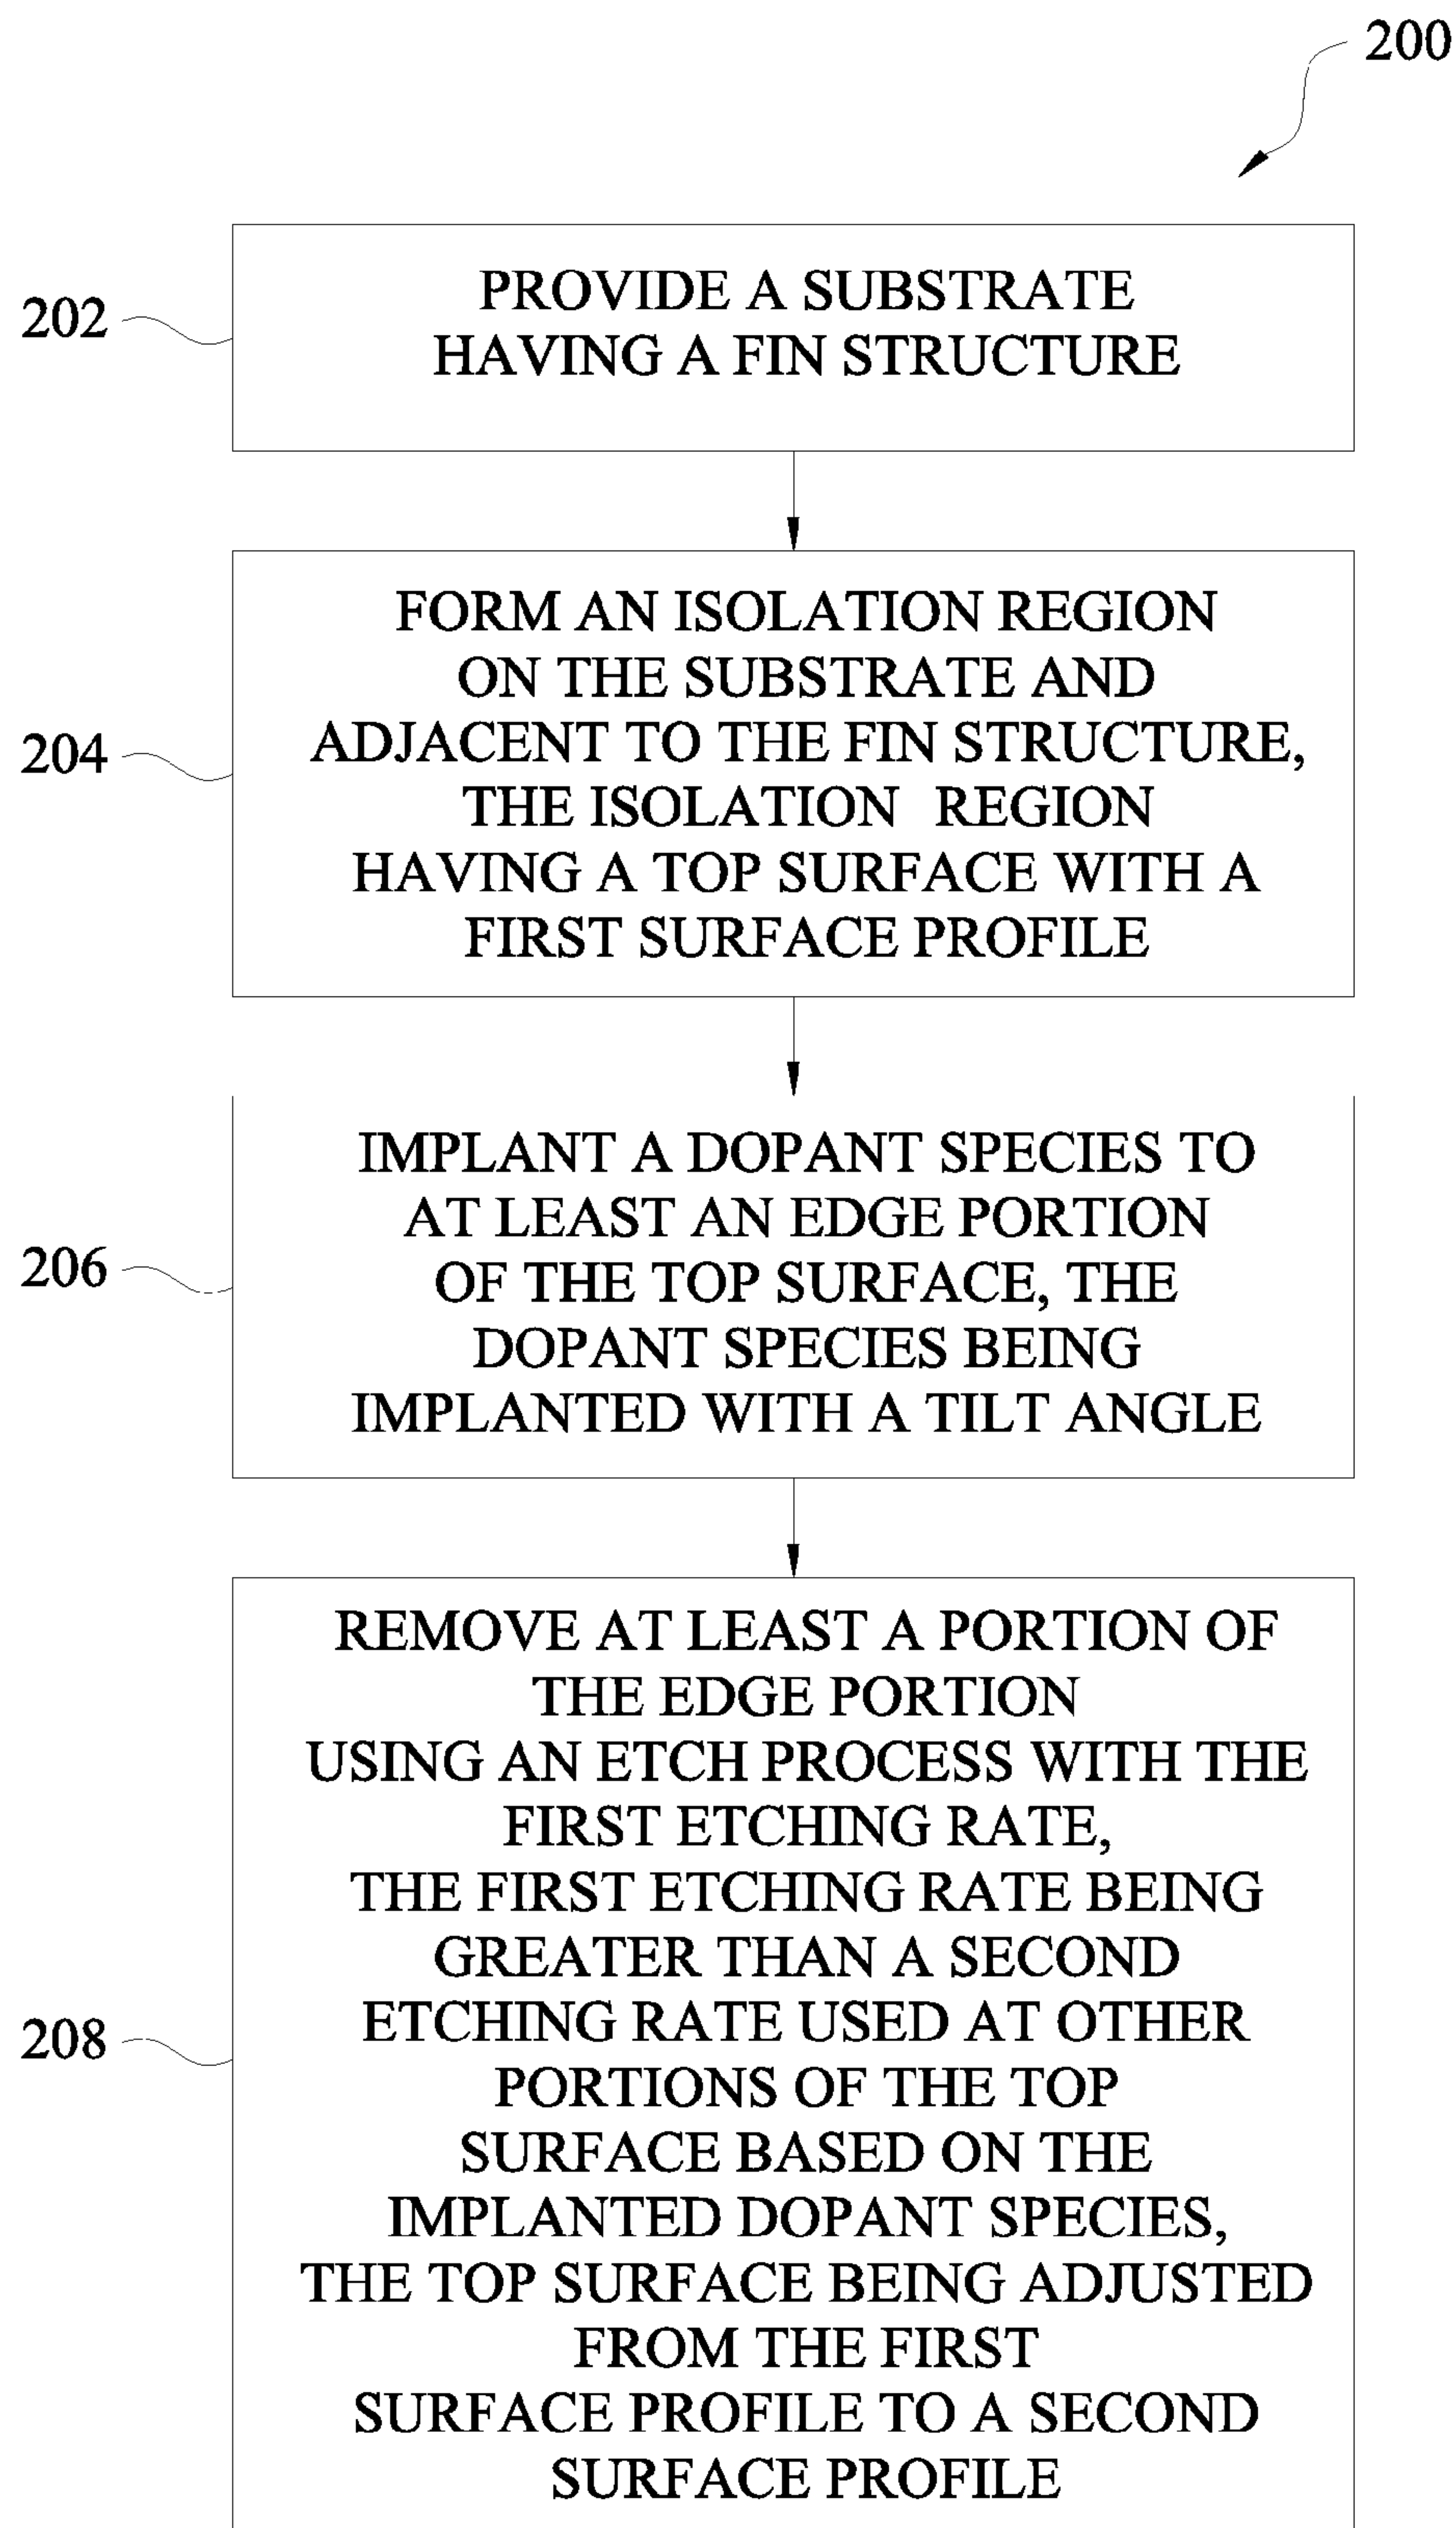 200
202
PROVIDE A SUBSTRATE
HAVING A FIN STRUCTURE
204
FORM AN ISOLATION REGION
ON THE SUBSTRATE AND
ADJACENT TO THE FIN STRUCTURE,
THE ISOLATION REGION
HAVING A TOP SURFACE WITH A
FIRST SURFACE PROFILE
206
IMPLANT A DOPANT SPECIES TO
AT LEAST AN EDGE PORTION
OF THE TOP SURFACE, THE
DOPANT SPECIES BEING
IMPLANTED WITH A TILT ANGLE
208
REMOVE AT LEAST A PORTION OF
THE EDGE PORTION
USING AN ETCH PROCESS WITH THE
FIRST ETCHING RATE,
THE FIRST ETCHING RATE BEING
GREATER THAN A SECOND
ETCHING RATE USED AT OTHER
PORTIONS OF THE TOP
SURFACE BASED ON THE
IMPLANTED DOPANT SPECIES,
THE TOP SURFACE BEING ADJUSTED
FROM THE FIRST
SURFACE PROFILE TO A SECOND
SURFACE PROFILE